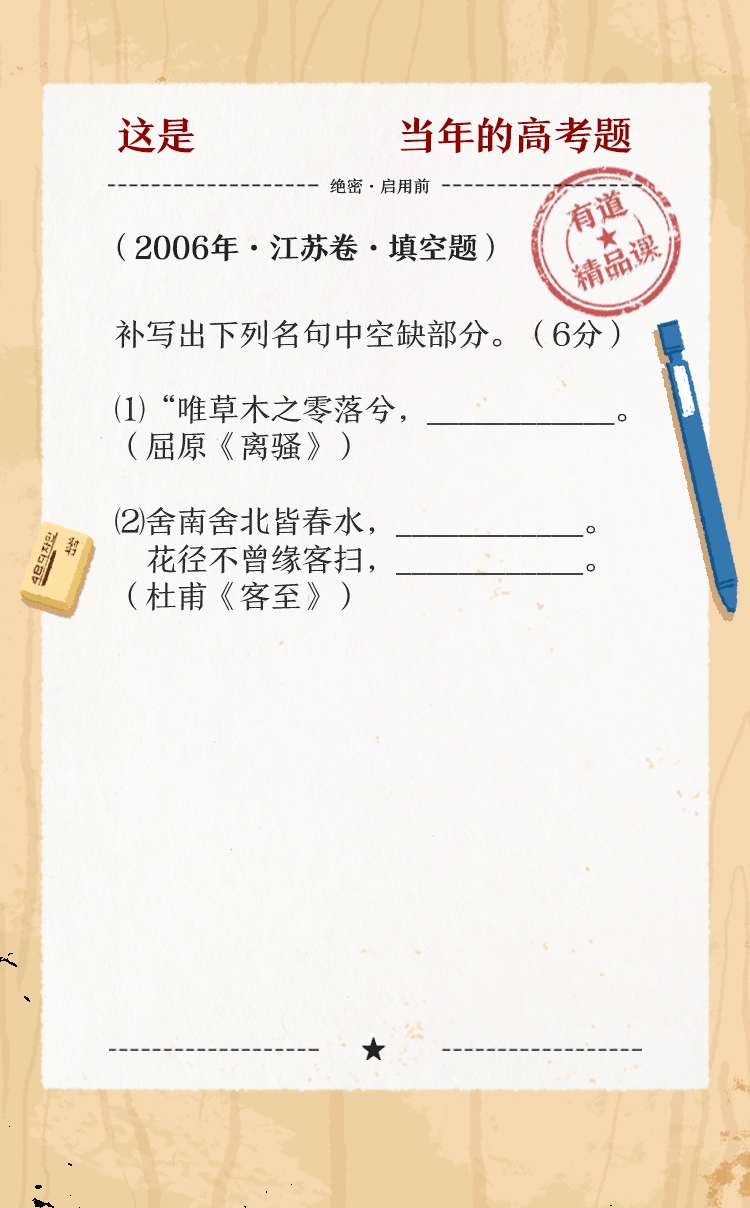 这是 当年的高考题
绝密·启用前
有道
精品课
（2006年·江苏卷·填空题）
补写出下列名句中空缺部分。（6分）
⑴“唯草木之零落兮，____________。
（屈原《离骚》）
⑵舍南舍北皆春水，____________。
花径不曾缘客扫，____________。
（杜甫《客至》）